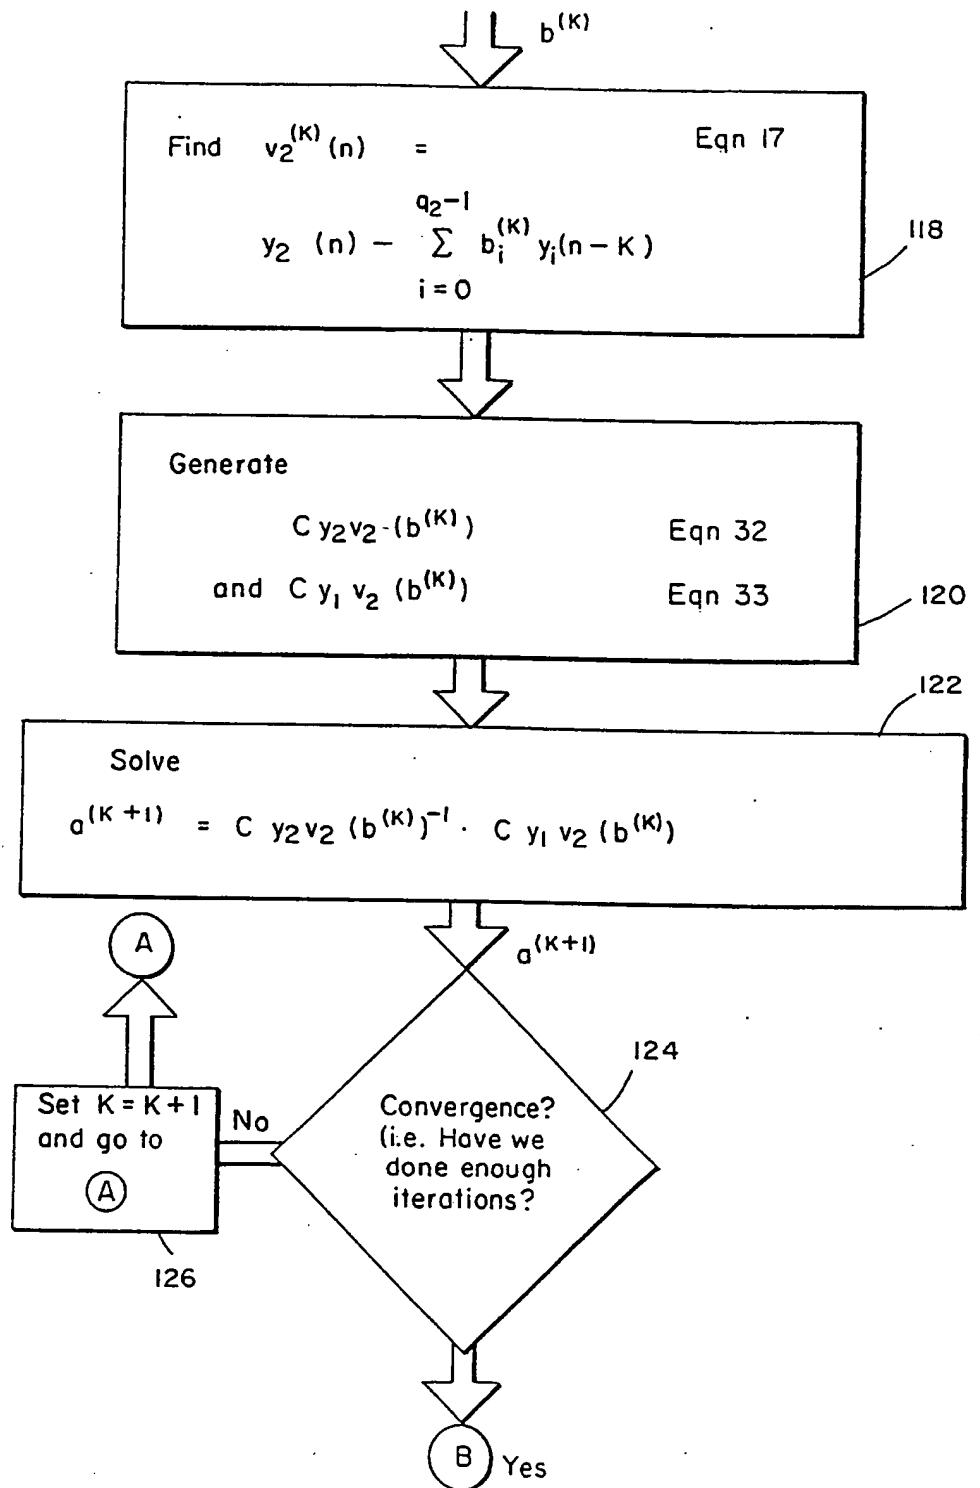 b^(K)
Find v₂^(K)(n) = Eqn 17
q₂-1
y₂ (n) - Σ b_i^(K) y_i(n-K)
i=0
118
Generate
C y₂v₂-(b^(K)) Eqn 32
and C y₁ v₂ (b^(K)) Eqn 33
120
122
Solve
a^(K+1) = C y₂v₂ (b^(K))^-1 · C y₁ v₂ (b^(K))
A
a^(K+1)
124
Set K=K+1
and go to
A
No
126
Convergence?
(i.e. Have we
done enough
iterations?
B Yes